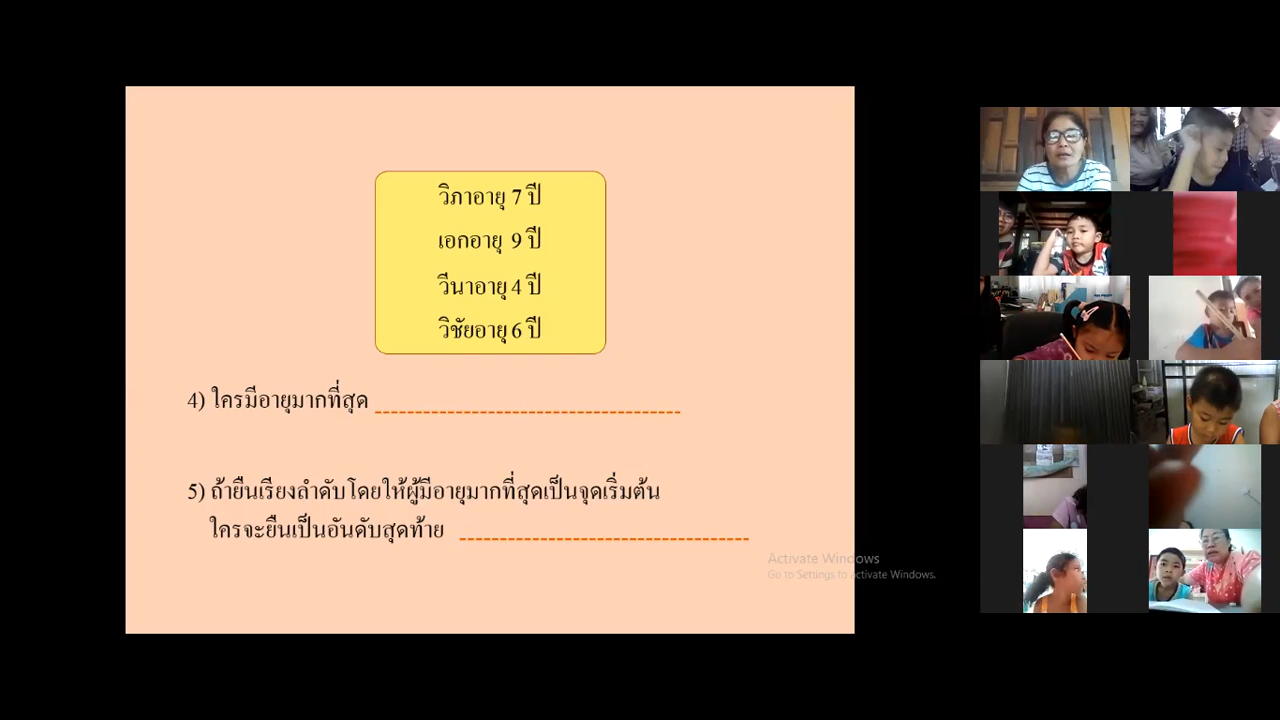 วิภาอายุ 7 ปี
เอกอายุ 9 ปี
วีนาอายุ 4 ปี
วิชัยอายุ 6 ปี
4) ใครมีอายุมากที่สุด
5) ถ้ายืนเรียงลำดับโดยให้ผู้มีอายุมากที่สุดเป็นจุดเริ่มต้น
ใครจะยืนเป็นอันดับสุดท้าย
Activate Windows
Go to Settings to activate Windows.